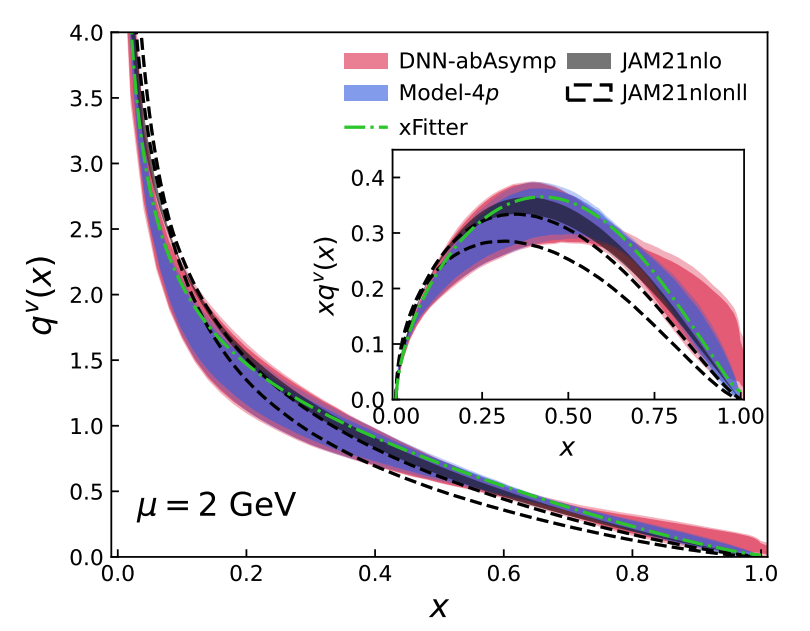 4.0
3.5
3.0
2.5
2.0
1.5
1.0
0.5
0.0
q^v(x)
DNN-abAsymp
Model-4p
xFitter
JAM21nlo
JAM21nlonll
0.4
0.3
0.2
0.1
0.0
xq^v(x)
0.00 0.25 0.50 0.75 1.00
x
μ = 2 GeV
0.0 0.2 0.4 0.6 0.8 1.0
x